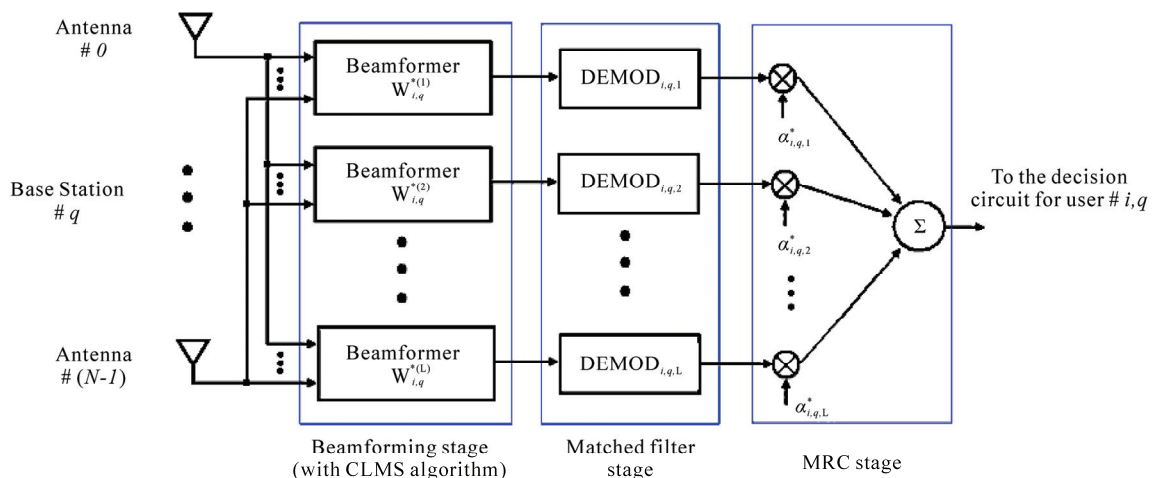 Antenna
# 0
Beamformer
W*(1)i,q
DEMODi,q,1
α*i,q,1
Base Station
# q
Beamformer
W*(2)i,q
DEMODi,q,2
α*i,q,2
Σ
To the decision
circuit for user # i,q
Antenna
# (N-1)
Beamformer
W*(L)i,q
DEMODi,q,L
α*i,q,L
Beamforming stage
(with CLMS algorithm)
Matched filter
stage
MRC stage